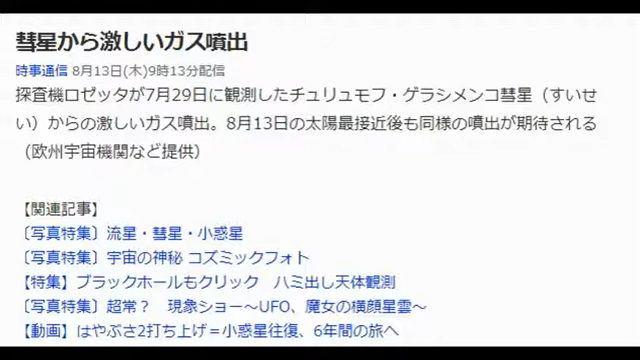 彗星から激しいガス噴出
時事通信 8月13日(木)9時13分配信
探査機ロゼッタが7月29日に観測したチュリュモフ・ゲラシメンコ彗星（すいせ
い）からの激しいガス噴出。8月13日の太陽最接近後も同様の噴出が期待される
（欧州宇宙機関など提供）
【関連記事】
〔写真特集〕流星・彗星・小惑星
〔写真特集〕宇宙の神秘 コズミックフォト
【特集】ブラックホールもクリック　ハミ出し天体観測
〔写真特集〕超常？　現象ショー～UFO、魔女の横顔星雲～
【動画】はやぶさ2打ち上げ＝小惑星往復、6年間の旅へ